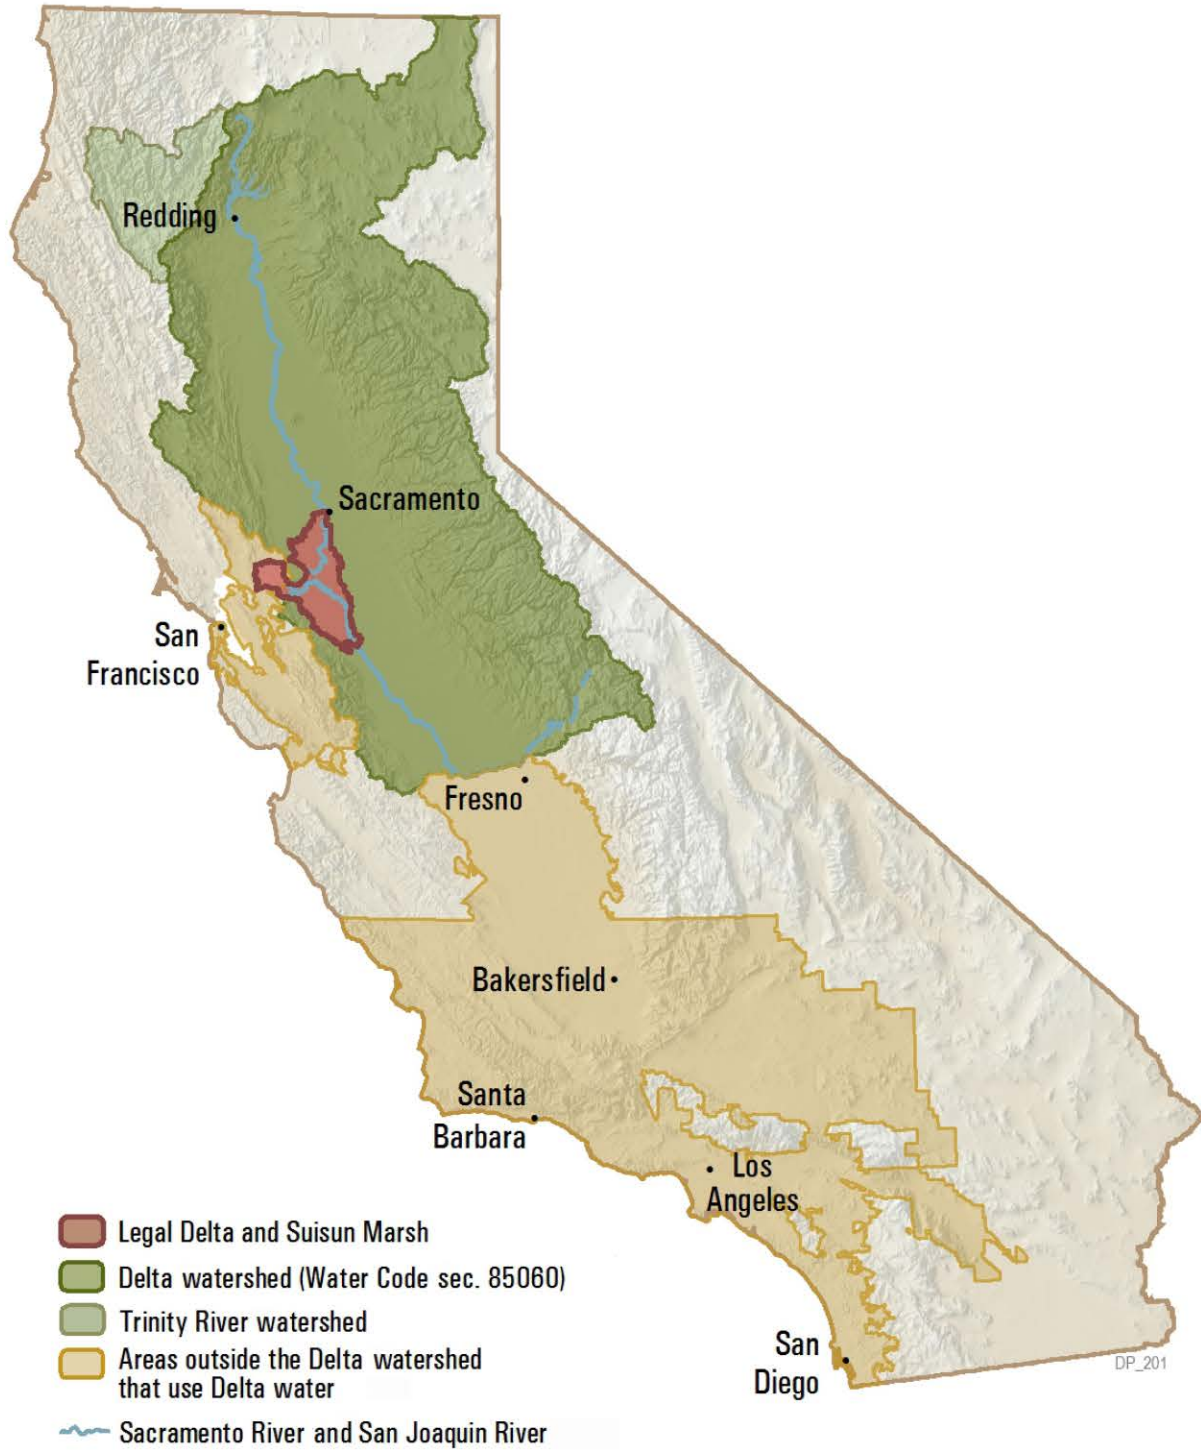 Redding
Sacramento
San
Francisco
Fresno
Bakersfield
Santa
Barbara
Los
Angeles
Legal Delta and Suisun Marsh
Delta watershed (Water Code sec. 85060)
Trinity River watershed
Areas outside the Delta watershed
that use Delta water
Sacramento River and San Joaquin River
San
Diego
DP_201